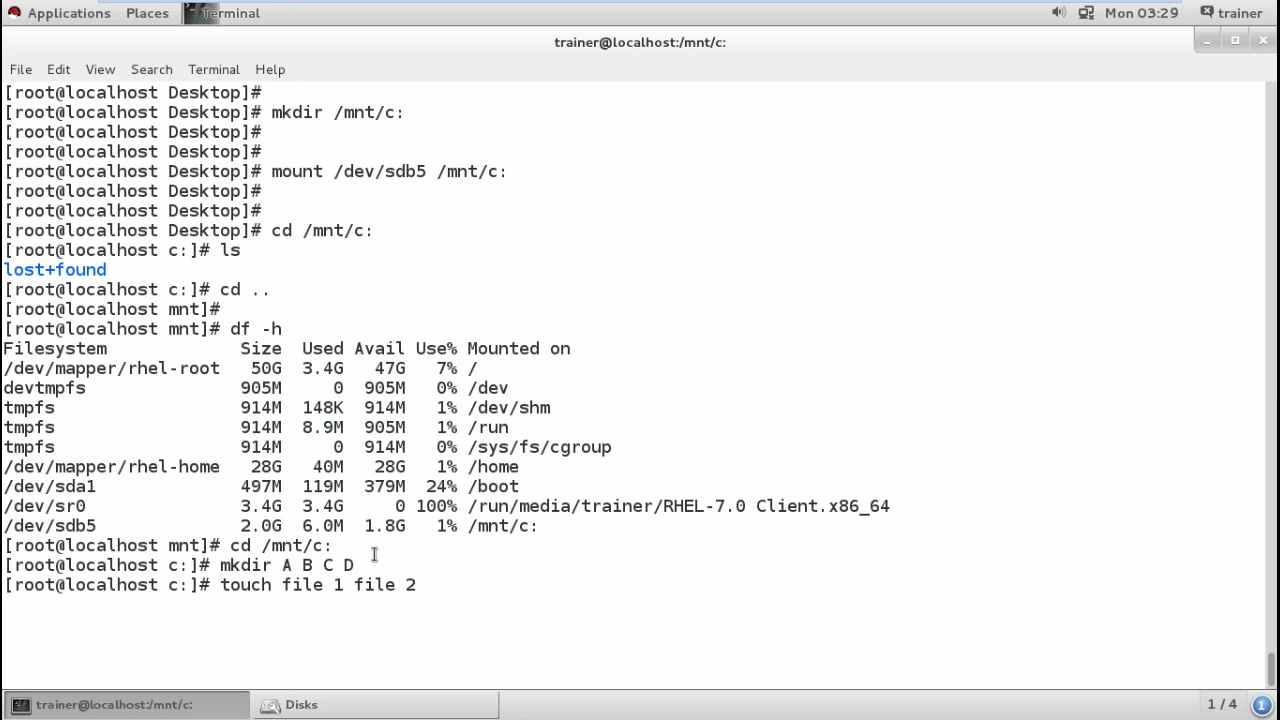 Applications Places Terminal Mon 03:29 trainer
trainer@localhost:/mnt/c:
File Edit View Search Terminal Help
[root@localhost Desktop]#
[root@localhost Desktop]# mkdir /mnt/c:
[root@localhost Desktop]#
[root@localhost Desktop]#
[root@localhost Desktop]# mount /dev/sdb5 /mnt/c:
[root@localhost Desktop]#
[root@localhost Desktop]#
[root@localhost Desktop]# cd /mnt/c:
[root@localhost c:]# ls
lost+found
[root@localhost c:]# cd ..
[root@localhost mnt]#
[root@localhost mnt]# df -h
Filesystem Size Used Avail Use% Mounted on
/dev/mapper/rhel-root 50G 3.4G 47G 7% /
devtmpfs 905M 0 905M 0% /dev
tmpfs 914M 148K 914M 1% /dev/shm
tmpfs 914M 8.9M 905M 1% /run
tmpfs 914M 0 914M 0% /sys/fs/cgroup
/dev/mapper/rhel-home 28G 40M 28G 1% /home
/dev/sda1 497M 119M 379M 24% /boot
/dev/sr0 3.4G 3.4G 0 100% /run/media/trainer/RHEL-7.0 Client.x86_64
/dev/sdb5 2.0G 6.0M 1.8G 1% /mnt/c:
[root@localhost mnt]# cd /mnt/c:
[root@localhost c:]# mkdir A B C D
[root@localhost c:]# touch file 1 file 2
trainer@localhost:/mnt/c: Disks 1 / 4 1